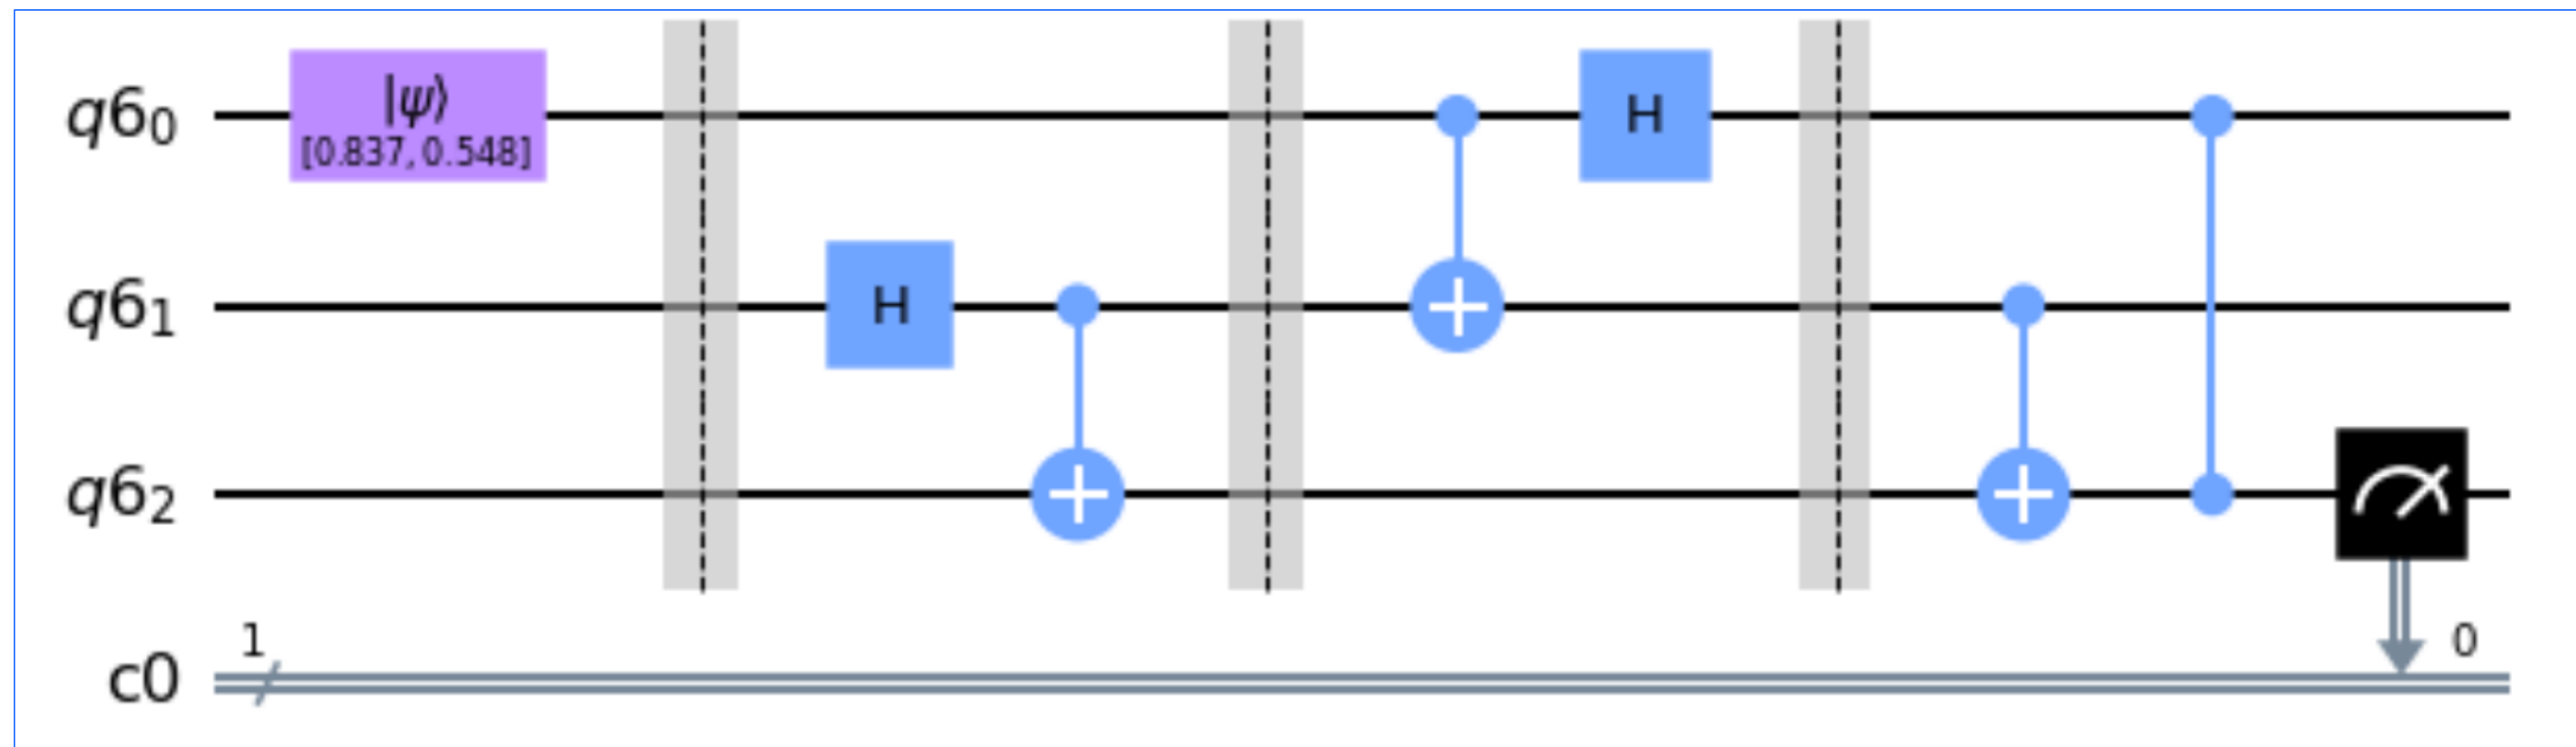 q6₀ |ψ⟩ H
[0.837, 0.548]
q6₁ H
q6₂
1 0
c0